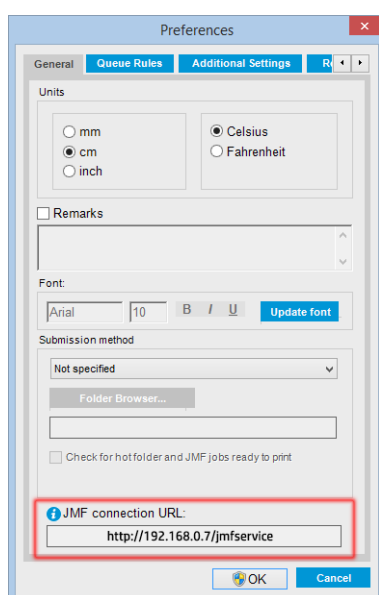 Preferences
×
General Queue Rules Additional Settings
Units
mm
cm
inch
Celsius
Fahrenheit
Remarks
Font:
Arial 10 B I U Update font
Submission method
Not specified
Folder Browser...
Check for hot folder and JMF jobs ready to print
JMF connection URL:
http://192.168.0.7/jmfservice
OK Cancel